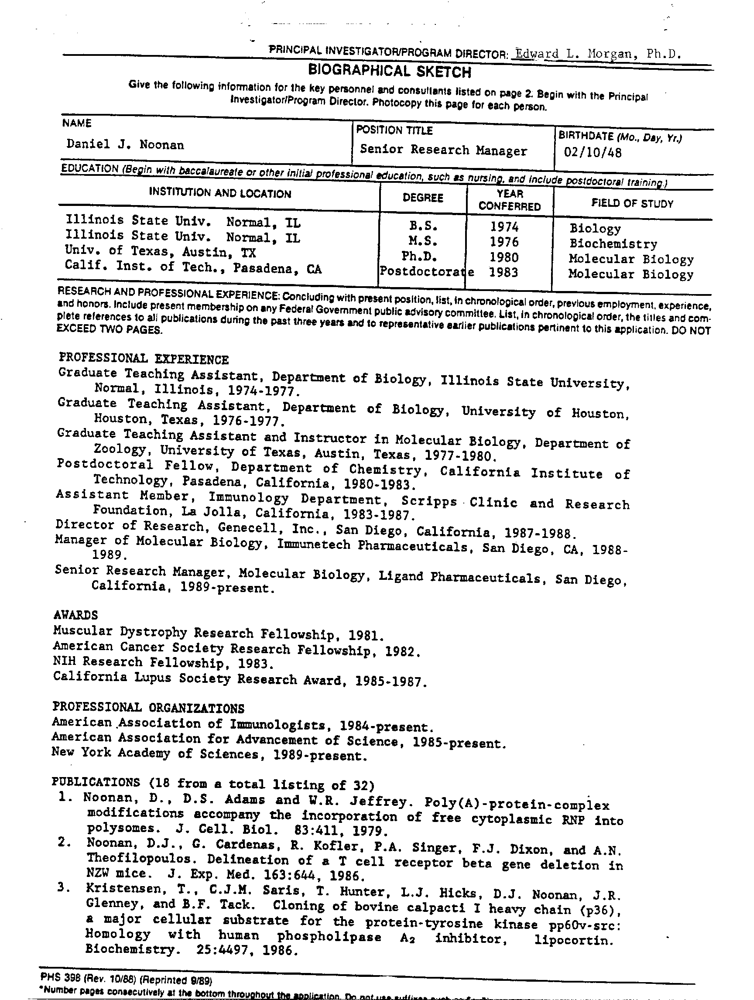 PRINCIPAL INVESTIGATOR/PROGRAM DIRECTOR: Edward L. Morgan, Ph.D.
BIOGRAPHICAL SKETCH
Give the following information for the key personnel and consultants listed on page 2. Begin with the Principal
Investigator/Program Director. Photocopy this page for each person.
NAME
POSITION TITLE
BIRTHDATE (Mo., Day, Yr.)
Daniel J. Noonan
Senior Research Manager
02/10/48
EDUCATION (Begin with baccalaureate or other initial professional education, such as nursing, and include postdoctoral training.)
INSTITUTION AND LOCATION
DEGREE
YEAR
CONFERRED
FIELD OF STUDY
Illinois State Univ. Normal, IL B.S. 1974 Biology
Illinois State Univ. Normal, IL M.S. 1976 Biochemistry
Univ. of Texas, Austin, TX Ph.D. 1980 Molecular Biology
Calif. Inst. of Tech., Pasadena, CA Postdoctorate 1983 Molecular Biology
RESEARCH AND PROFESSIONAL EXPERIENCE: Concluding with present position, list, in chronological order, previous employment, experience,
and honors. Include present membership on any Federal Government public advisory committee. List, in chronological order, the titles and com-
plete references to all publications during the past three years and to representative earlier publications pertinent to this application. DO NOT
EXCEED TWO PAGES.
PROFESSIONAL EXPERIENCE
Graduate Teaching Assistant, Department of Biology, Illinois State University,
Normal, Illinois, 1974-1977.
Graduate Teaching Assistant, Department of Biology, University of Houston,
Houston, Texas, 1976-1977.
Graduate Teaching Assistant and Instructor in Molecular Biology, Department of
Zoology, University of Texas, Austin, Texas, 1977-1980.
Postdoctoral Fellow, Department of Chemistry, California Institute of
Technology, Pasadena, California, 1980-1983.
Assistant Member, Immunology Department, Scripps Clinic and Research
Foundation, La Jolla, California, 1983-1987.
Director of Research, Genecell, Inc., San Diego, California, 1987-1988.
Manager of Molecular Biology, Immunetech Pharmaceuticals, San Diego, CA, 1988-
1989.
Senior Research Manager, Molecular Biology, Ligand Pharmaceuticals, San Diego,
California, 1989-present.
AWARDS
Muscular Dystrophy Research Fellowship, 1981.
American Cancer Society Research Fellowship, 1982.
NIH Research Fellowship, 1983.
California Lupus Society Research Award, 1985-1987.
PROFESSIONAL ORGANIZATIONS
American Association of Immunologists, 1984-present.
American Association for Advancement of Science, 1985-present.
New York Academy of Sciences, 1989-present.
PUBLICATIONS (18 from a total listing of 32)
1. Noonan, D., D.S. Adams and W.R. Jeffrey. Poly(A)-protein-complex
modifications accompany the incorporation of free cytoplasmic RNP into
polysomes. J. Cell. Biol. 83:411, 1979.
2. Noonan, D.J., G. Cardenas, R. Kofler, P.A. Singer, F.J. Dixon, and A.N.
Theofilopoulos. Delineation of a T cell receptor beta gene deletion in
NZW mice. J. Exp. Med. 163:644, 1986.
3. Kristensen, T., C.J.M. Saris, T. Hunter, L.J. Hicks, D.J. Noonan, J.R.
Glenney, and B.F. Tack. Cloning of bovine calpacti I heavy chain (p36),
a major cellular substrate for the protein-tyrosine kinase pp60v-src:
Homology with human phospholipase A₂ inhibitor, lipocortin.
Biochemistry. 25:4497, 1986.
PHS 398 (Rev. 10/88) (Reprinted 9/89)
*Number pages consecutively at the bottom throughout the application. Do not use suffixes